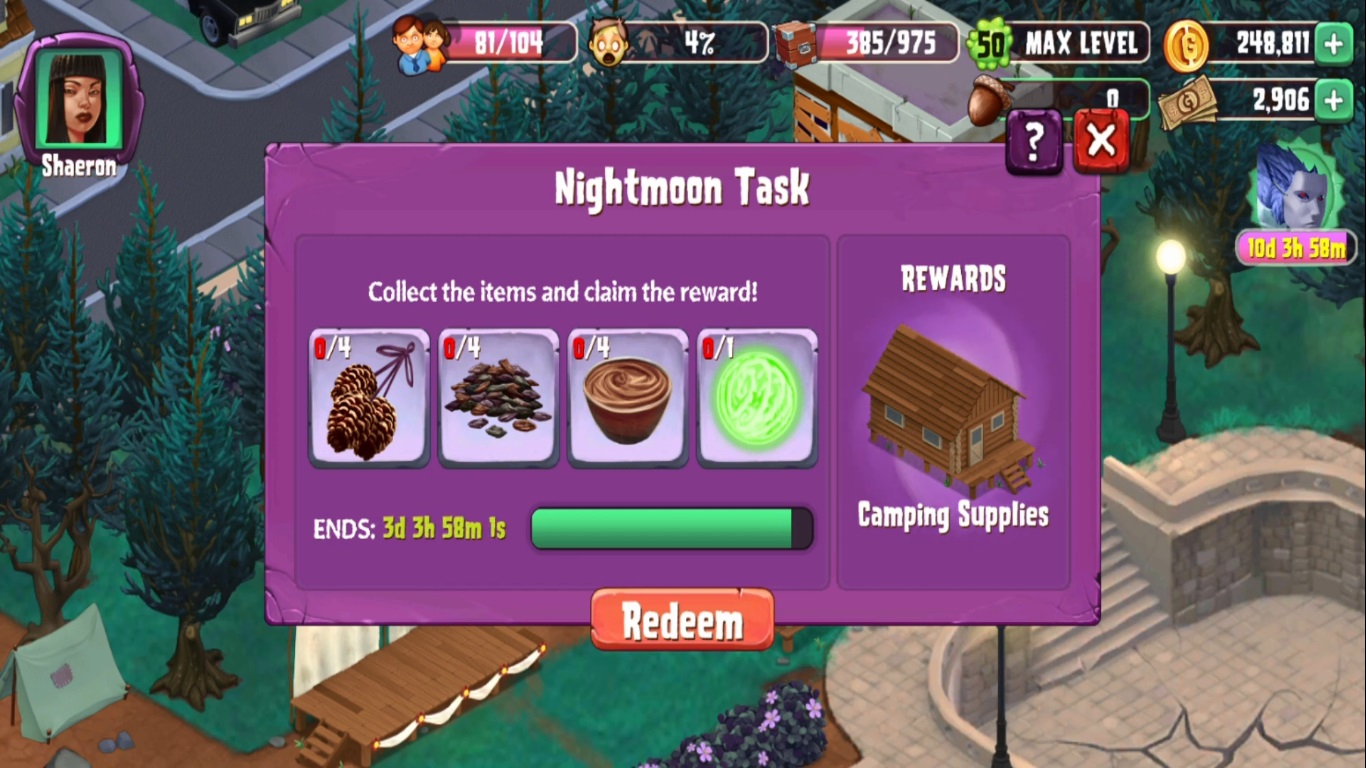 81/104
4%
385/975
50
MAX LEVEL
248,811
0
2,906
Shaeron
?
Nightmoon Task
10d 3h 58m
Collect the items and claim the reward!
REWARDS
0/4
0/4
0/4
0/1
ENDS: 3d 3h 58m 1s
Camping Supplies
Redeem